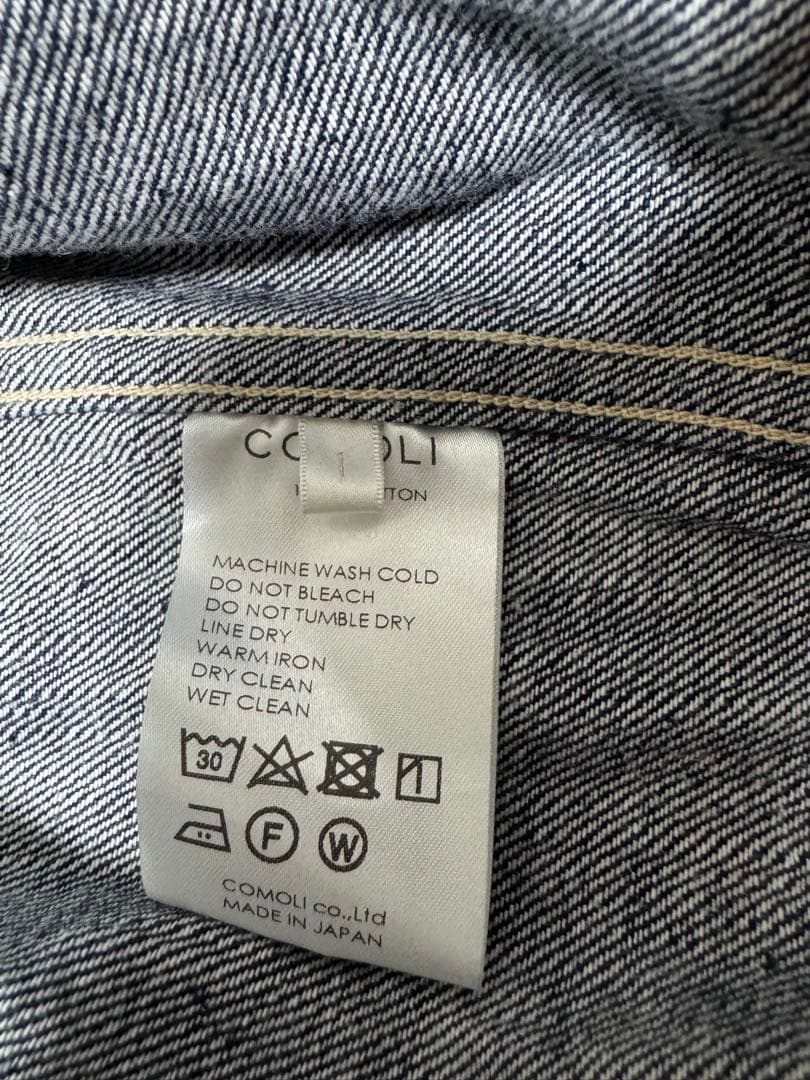 1
MACHINE WASH COLD
DO NOT BLEACH
DO NOT TUMBLE DRY
LINE DRY
WARM IRON
DRY CLEAN
WET CLEAN
30
F W
COMOLI co.,Ltd
MADE IN JAPAN